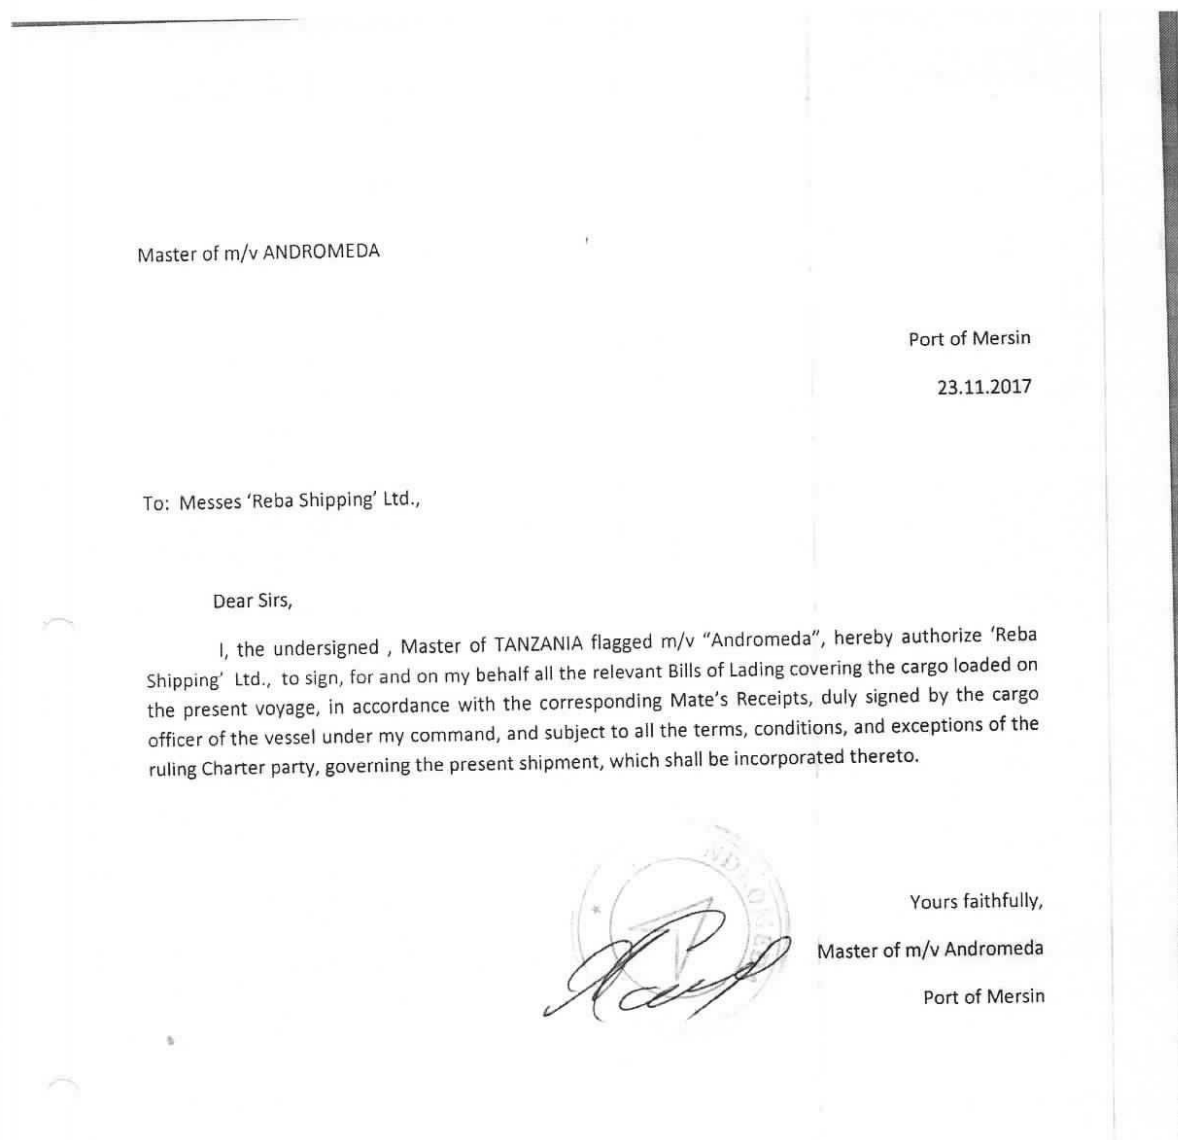 Master of m/v ANDROMEDA
Port of Mersin
23.11.2017
To: Messes ‘Reba Shipping’ Ltd.,
Dear Sirs,
I, the undersigned , Master of TANZANIA flagged m/v “Andromeda”, hereby authorize ‘Reba
Shipping’ Ltd., to sign, for and on my behalf all the relevant Bills of Lading covering the cargo loaded on
the present voyage, in accordance with the corresponding Mate’s Receipts, duly signed by the cargo
officer of the vessel under my command, and subject to all the terms, conditions, and exceptions of the
ruling Charter party, governing the present shipment, which shall be incorporated thereto.
Yours faithfully,
Master of m/v Andromeda
Port of Mersin